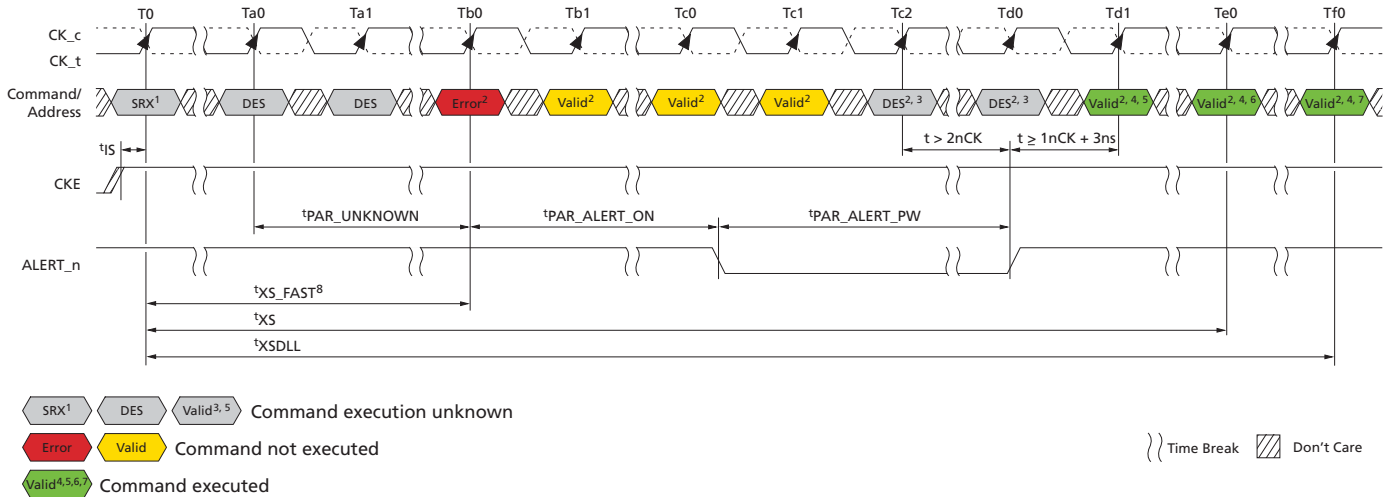 T0 Ta0 Ta1 Tb0 Tb1 Tc0 Tc1 Tc2 Td0 Td1 Te0 Tf0
CK_c
CK_t
Command/
Address
SRX1 DES DES Error2 Valid2 Valid2 Valid2 DES2, 3 DES2, 3 Valid2, 4, 5 Valid2, 4, 6 Valid2, 4, 7
tIS
t > 2nCK t ≥ 1nCK + 3ns
CKE
tPAR_UNKNOWN tPAR_ALERT_ON tPAR_ALERT_PW
ALERT_n
tXS_FAST8
tXS
tXSDLL
SRX1 DES Valid3, 5 Command execution unknown
Error Valid Command not executed
Valid4,5,6,7 Command executed
Time Break Don't Care